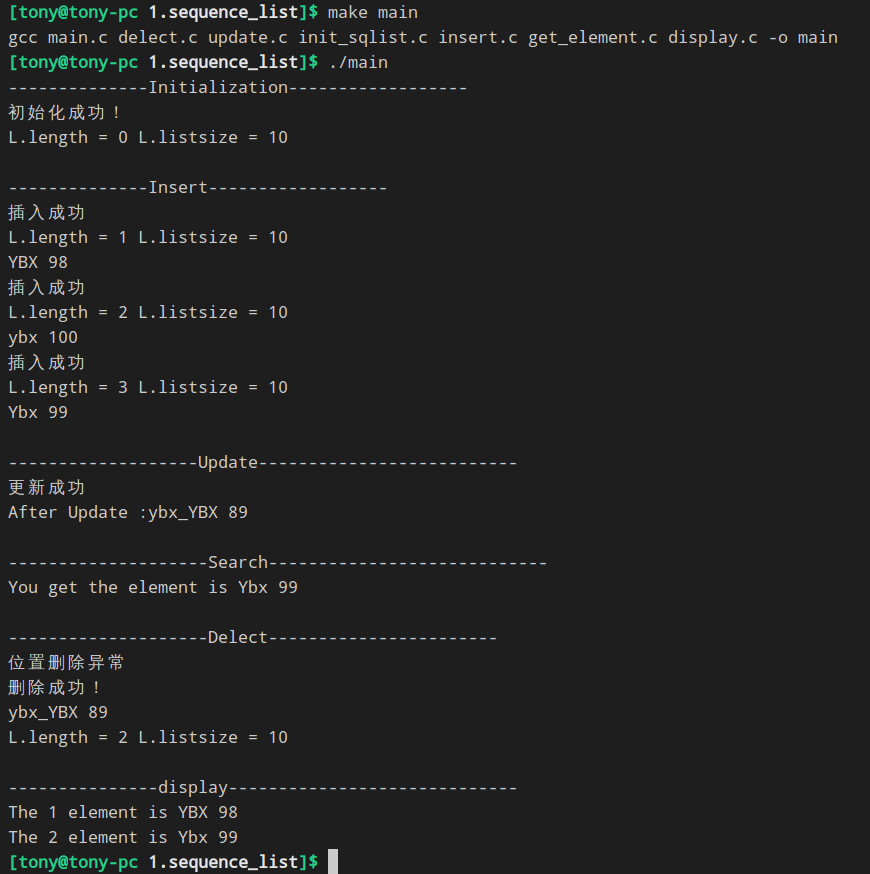 [tony@tony-pc 1.sequence_list]$ make main
gcc main.c delect.c update.c init_sqlist.c insert.c get_element.c display.c -o main
[tony@tony-pc 1.sequence_list]$ ./main
--------------Initialization------------------
初始化成功！
L.length = 0 L.listsize = 10
--------------Insert------------------
插入成功
L.length = 1 L.listsize = 10
YBX 98
插入成功
L.length = 2 L.listsize = 10
ybx 100
插入成功
L.length = 3 L.listsize = 10
Ybx 99
-------------------Update--------------------------
更新成功
After Update :ybx_YBX 89
--------------------Search----------------------------
You get the element is Ybx 99
--------------------Delect-----------------------
位置删除异常
删除成功！
ybx_YBX 89
L.length = 2 L.listsize = 10
---------------display-----------------------------
The 1 element is YBX 98
The 2 element is Ybx 99
[tony@tony-pc 1.sequence_list]$